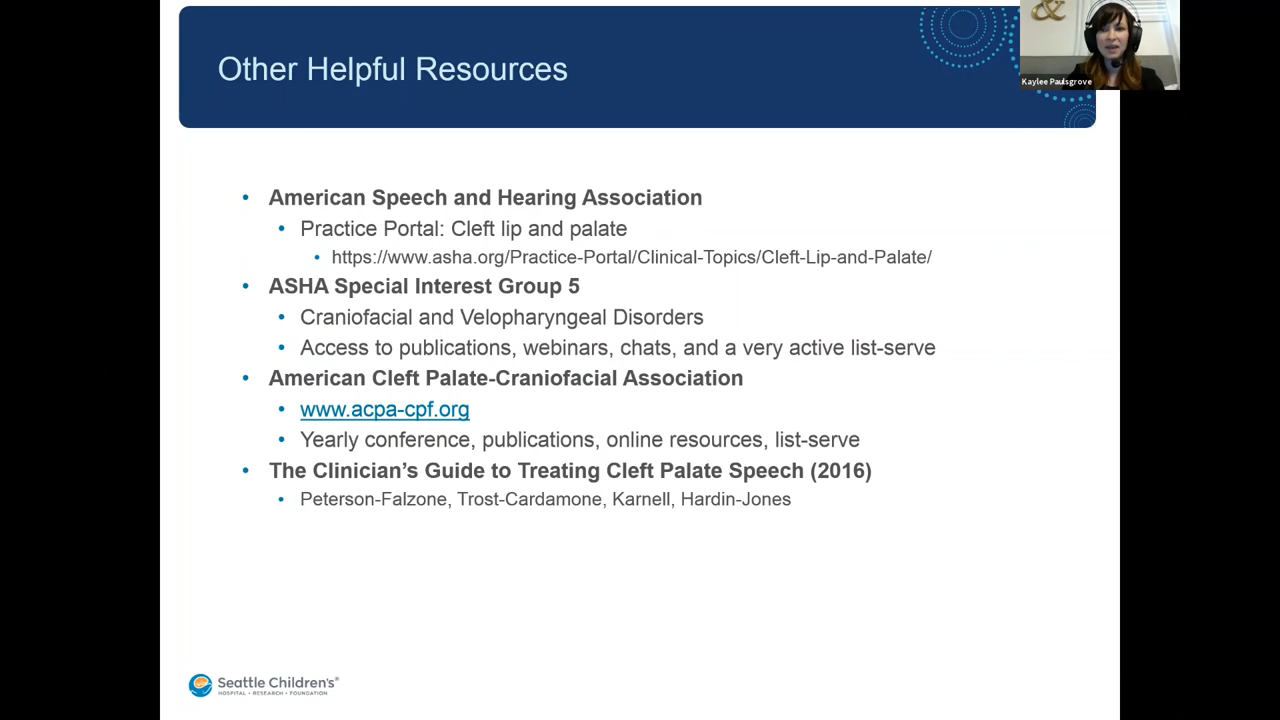 Other Helpful Resources
&
Kaylee Paulsgrove
• American Speech and Hearing Association
• Practice Portal: Cleft lip and palate
• https://www.asha.org/Practice-Portal/Clinical-Topics/Cleft-Lip-and-Palate/
• ASHA Special Interest Group 5
• Craniofacial and Velopharyngeal Disorders
• Access to publications, webinars, chats, and a very active list-serve
• American Cleft Palate-Craniofacial Association
• www.acpa-cpf.org
• Yearly conference, publications, online resources, list-serve
• The Clinician's Guide to Treating Cleft Palate Speech (2016)
• Peterson-Falzone, Trost-Cardamone, Karnell, Hardin-Jones
Seattle Children's®
HOSPITAL • RESEARCH • FOUNDATION